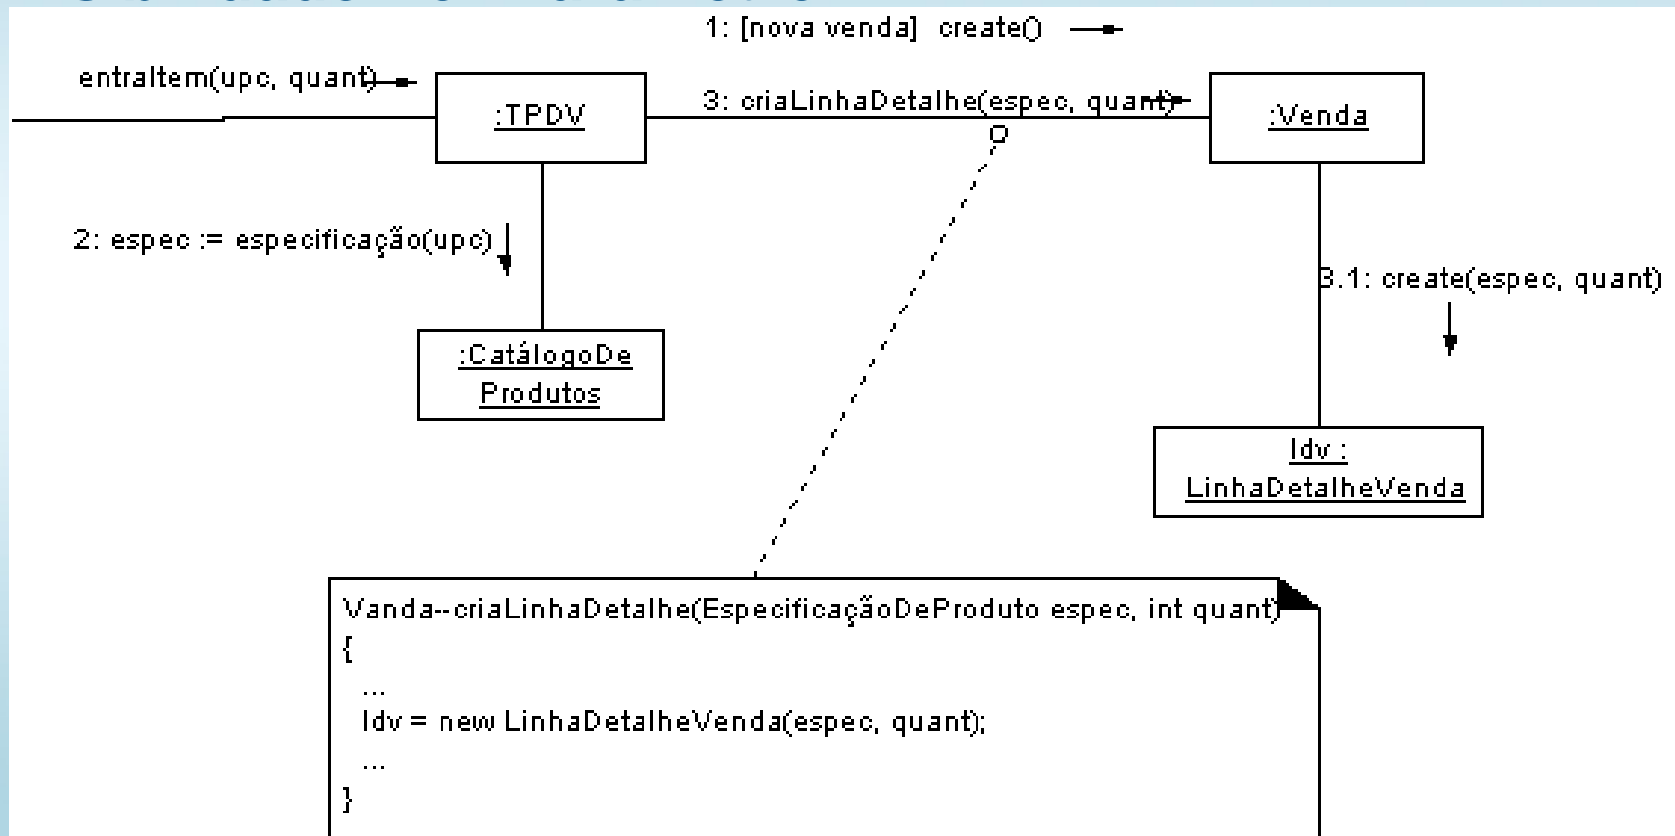 1: [nova venda] create()
entraItem(upc, quant)
3: criaLinhaDetalhe(espec, quant)
:TPDV
:Venda
2: espec := especificação(upc)
3.1: create(espec, quant)
:CatálogoDe
Produtos
ldv :
LinhaDetalheVenda
Vanda--criaLinhaDetalhe(EspecificaçãoDeProduto espec, int quant)
{
...
ldv = new LinhaDetalheVenda(espec, quant);
...
}